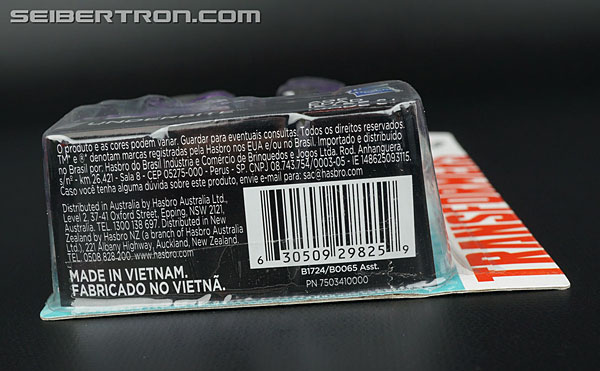 SEIBERTRON.COM
O produto e as cores podem variar. Guardar para eventuais consultas. Todos os direitos reservados.
TM* e ®* denotam marcas registradas pela Hasbro nos EUA e/ou no Brasil. Importado e distribuído
no Brasil por: Hasbro do Brasil Indústria e Comércio de Brinquedos e Jogos Ltda, Rod. Anhanguera,
s/nº - km 26,421 - Sala 8 - CEP 05275-000 - Perus - SP. CNPJ 08.743.754/0003-05 - IE 148625093115.
Caso você tenha alguma dúvida sobre este produto, envie e-mail para: sac@hasbro.com
Distributed in Australia by Hasbro Australia Ltd.,
Level 2, 37-41 Oxford Street, Epping, NSW 2121,
Australia. TEL: 1300 138 697. Distributed in New
Zealand by Hasbro NZ (a branch of Hasbro Australia
Ltd.), 221 Albany Highway, Auckland, New Zealand.
TEL: 0508 828 200. www.hasbro.com
MADE IN VIETNAM.
FABRICADO NO VIETNÃ.
6 30509 29825 9
B1724/B0065 Asst.
PN 7503410000
TRANSFORMERS